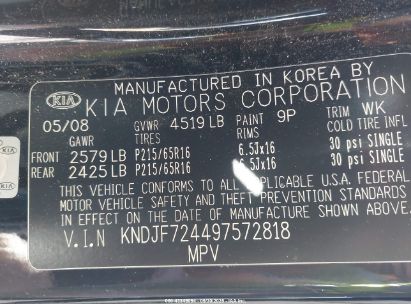 MANUFACTURED IN KOREA BY
KIA KIA MOTORS CORPORATION
05/08 GVWR 4519 LB PAINT 9P TRIM WK
GAWR TIRES RIMS COLD TIRE INFL
FRONT 2579 LB P215/65R16 6.5Jx16 30 psi SINGLE
REAR 2425 LB P215/65R16 6.5Jx16 30 psi SINGLE
THIS VEHICLE CONFORMS TO ALL APPLICABLE U.S.A. FEDERAL
MOTOR VEHICLE SAFETY AND THEFT PREVENTION STANDARDS
IN EFFECT ON THE DATE OF MANUFACTURE SHOWN ABOVE.
V.I.N KNDJF724497572818
MPV